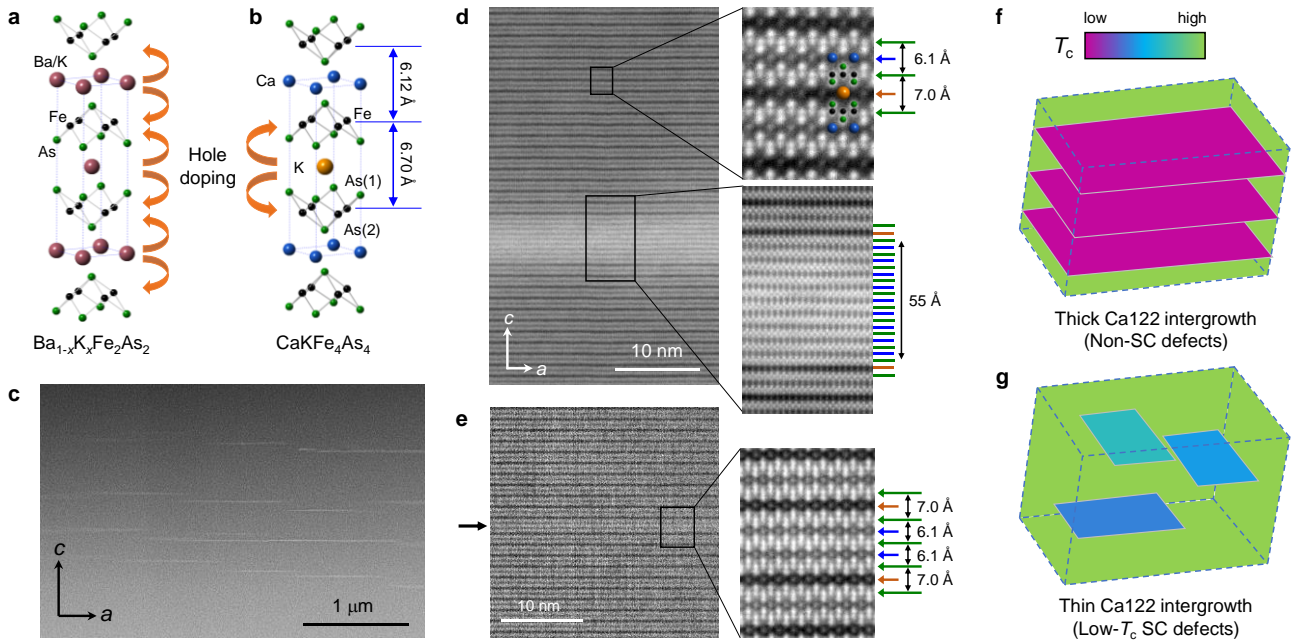 a
Ba/K
Fe
As
Ba1-xKxFe2As2
Hole
doping
b
Ca
Fe
K
As(1)
As(2)
6.12 Å
6.70 Å
CaKFe4As4
c
c
a
1 μm
d
c
a
10 nm
6.1 Å
7.0 Å
55 Å
e
10 nm
7.0 Å
6.1 Å
6.1 Å
7.0 Å
f
low
high
Tc
Thick Ca122 intergrowth
(Non-SC defects)
g
Thin Ca122 intergrowth
(Low-Tc SC defects)